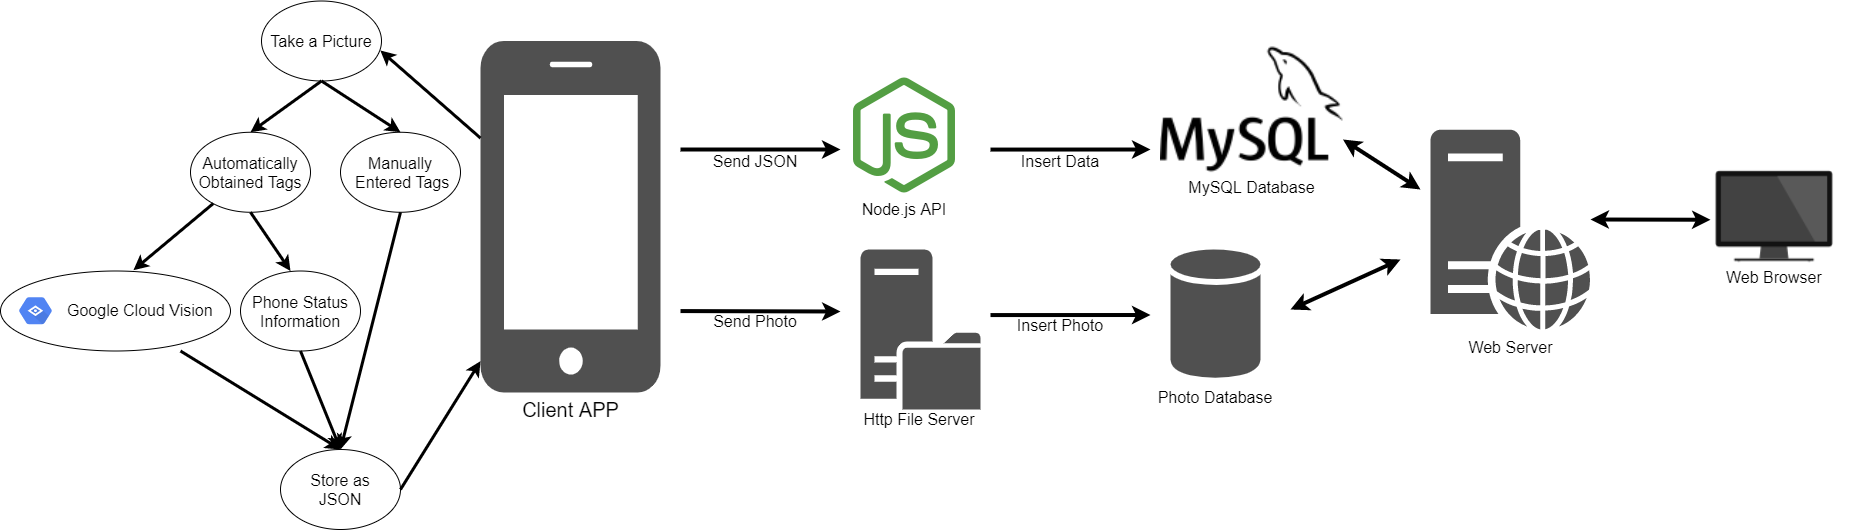 Take a Picture
Automatically
Obtained Tags
Manually
Entered Tags
Google Cloud Vision
Phone Status
Information
Store as
JSON
Client APP
Send JSON
Send Photo
JS
Node.js API
Http File Server
Insert Data
Insert Photo
MySQL
MySQL Database
Photo Database
Web Server
Web Browser